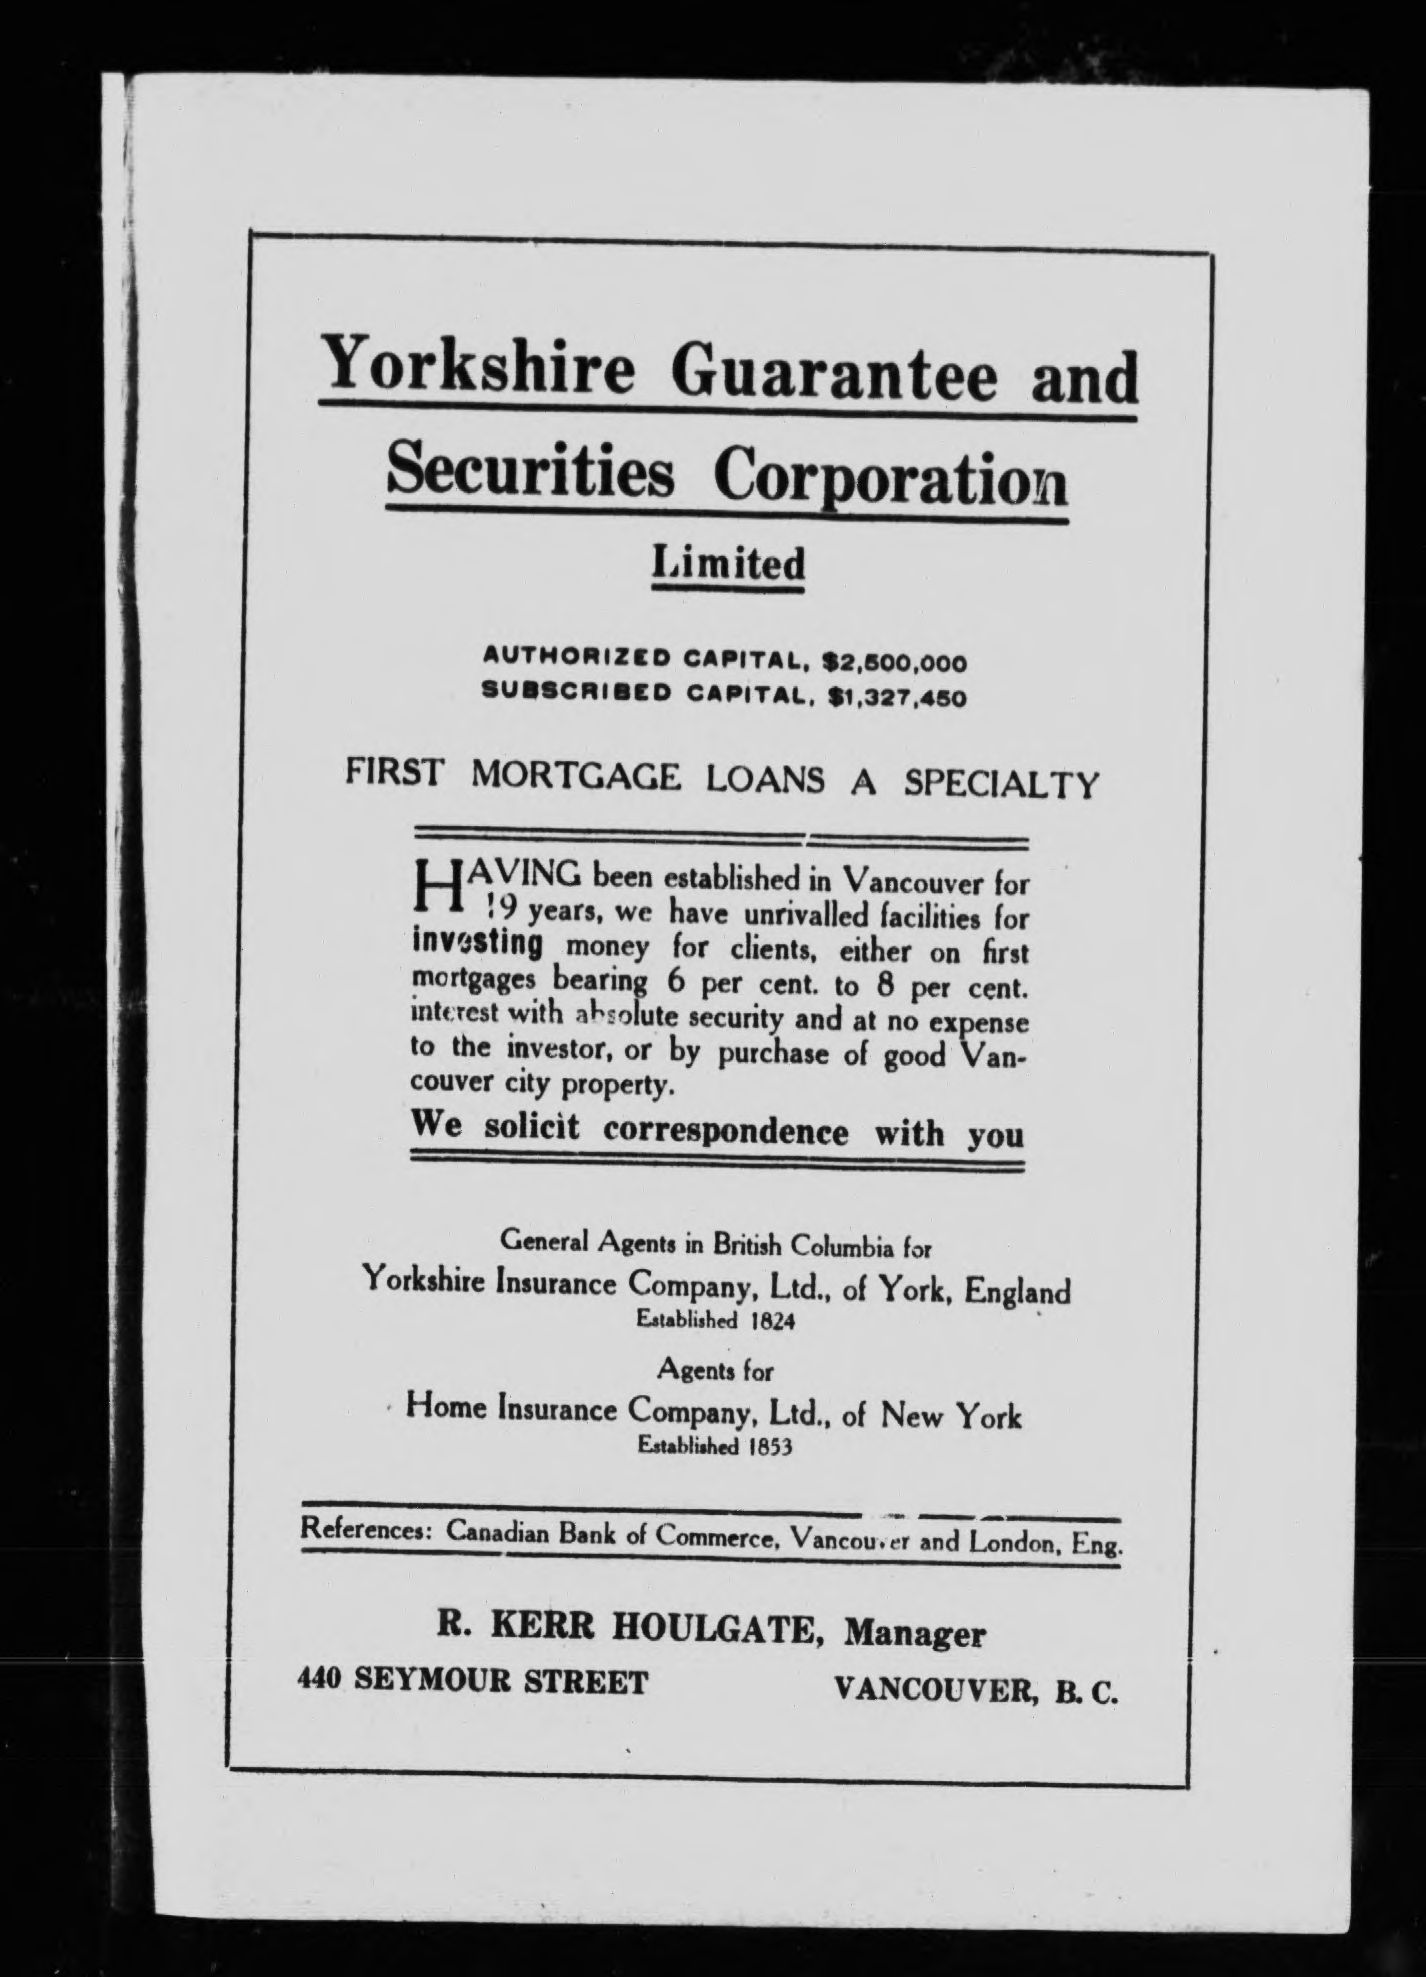 Yorkshire Guarantee and
Securities Corporation
Limited
AUTHORIZED CAPITAL, $2,500,000
SUBSCRIBED CAPITAL, $1,327,450
FIRST MORTGAGE LOANS A SPECIALTY
HAVING been established in Vancouver for
19 years, we have unrivalled facilities for
investing money for clients, either on first
mortgages bearing 6 per cent. to 8 per cent.
interest with absolute security and at no expense
to the investor, or by purchase of good Van-
couver city property.
We solicit correspondence with you
General Agents in British Columbia for
Yorkshire Insurance Company, Ltd., of York, England
Established 1824
Agents for
Home Insurance Company, Ltd., of New York
Established 1853
References: Canadian Bank of Commerce, Vancouver and London, Eng.
R. KERR HOULGATE, Manager
440 SEYMOUR STREET VANCOUVER, B. C.